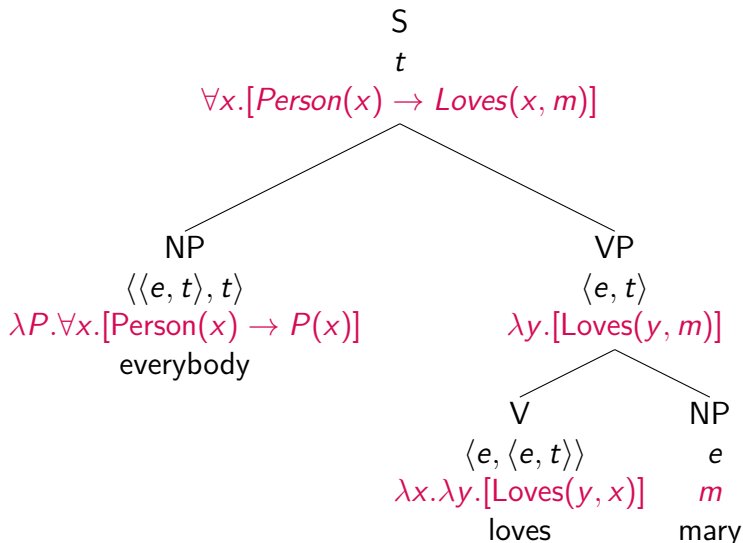 S
t
∀x.[Person(x) → Loves(x, m)]
NP VP
⟨⟨e, t⟩, t⟩ ⟨e, t⟩
λP.∀x.[Person(x) → P(x)] λy.[Loves(y, m)]
everybody
V NP
⟨e, ⟨e, t⟩⟩ e
λx.λy.[Loves(y, x)] m
loves mary